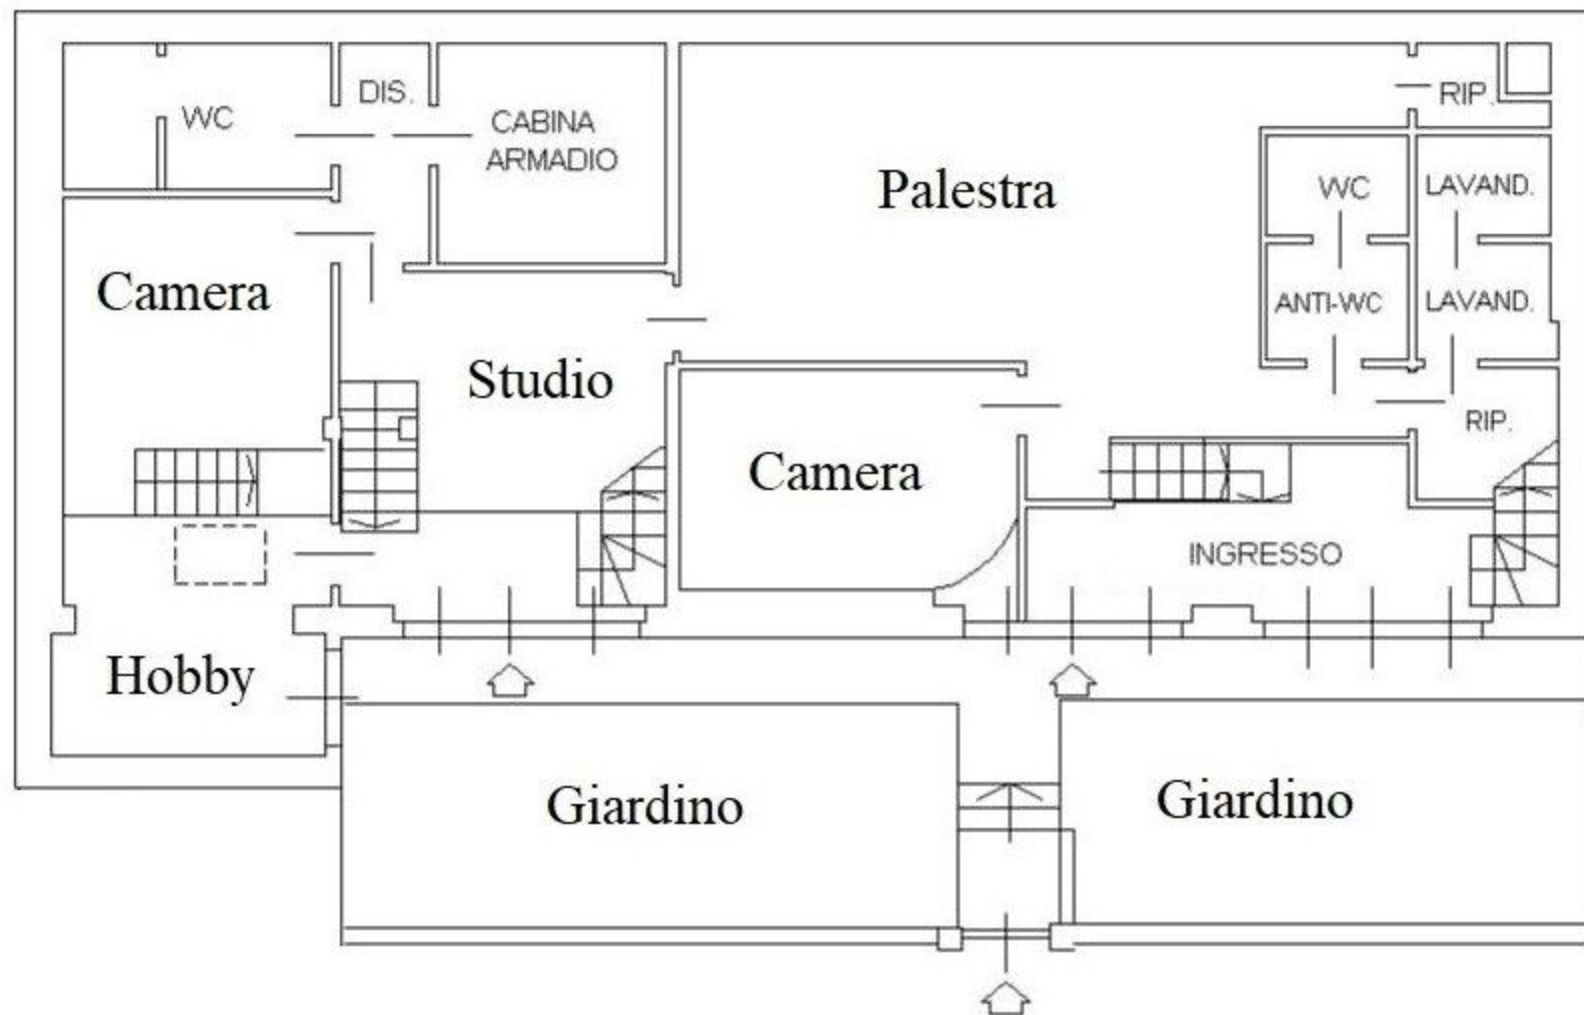 DIS.
RIP.
WC
CABINA
ARMADIO
Palestra
WC
LAVAND.
Camera
ANTI-WC
LAVAND.
Studio
RIP.
Camera
INGRESSO
Hobby
Giardino
Giardino